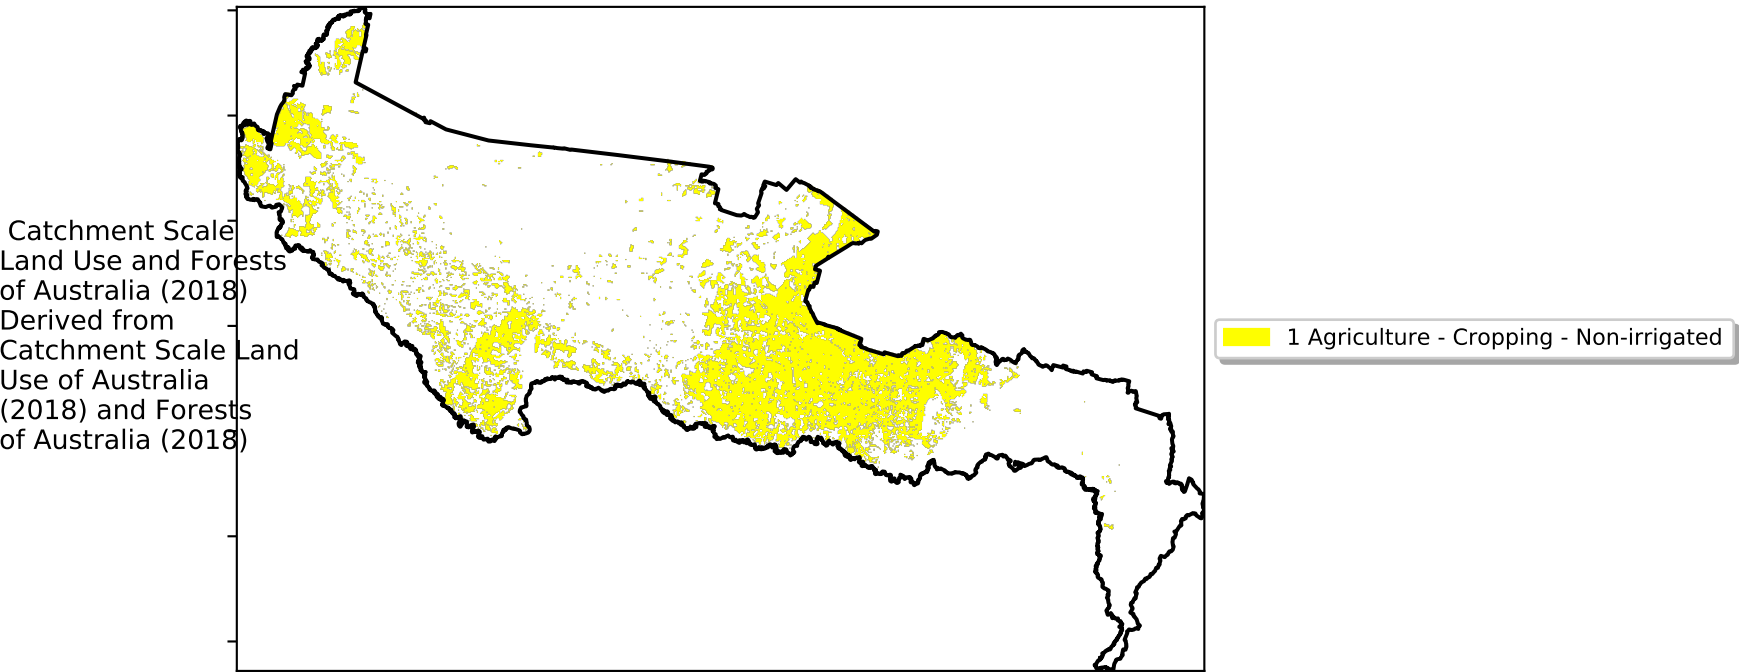 Catchment Scale
Land Use and Forests
of Australia (2018)
Derived from
Catchment Scale Land
Use of Australia
(2018) and Forests
of Australia (2018)
1 Agriculture - Cropping - Non-irrigated